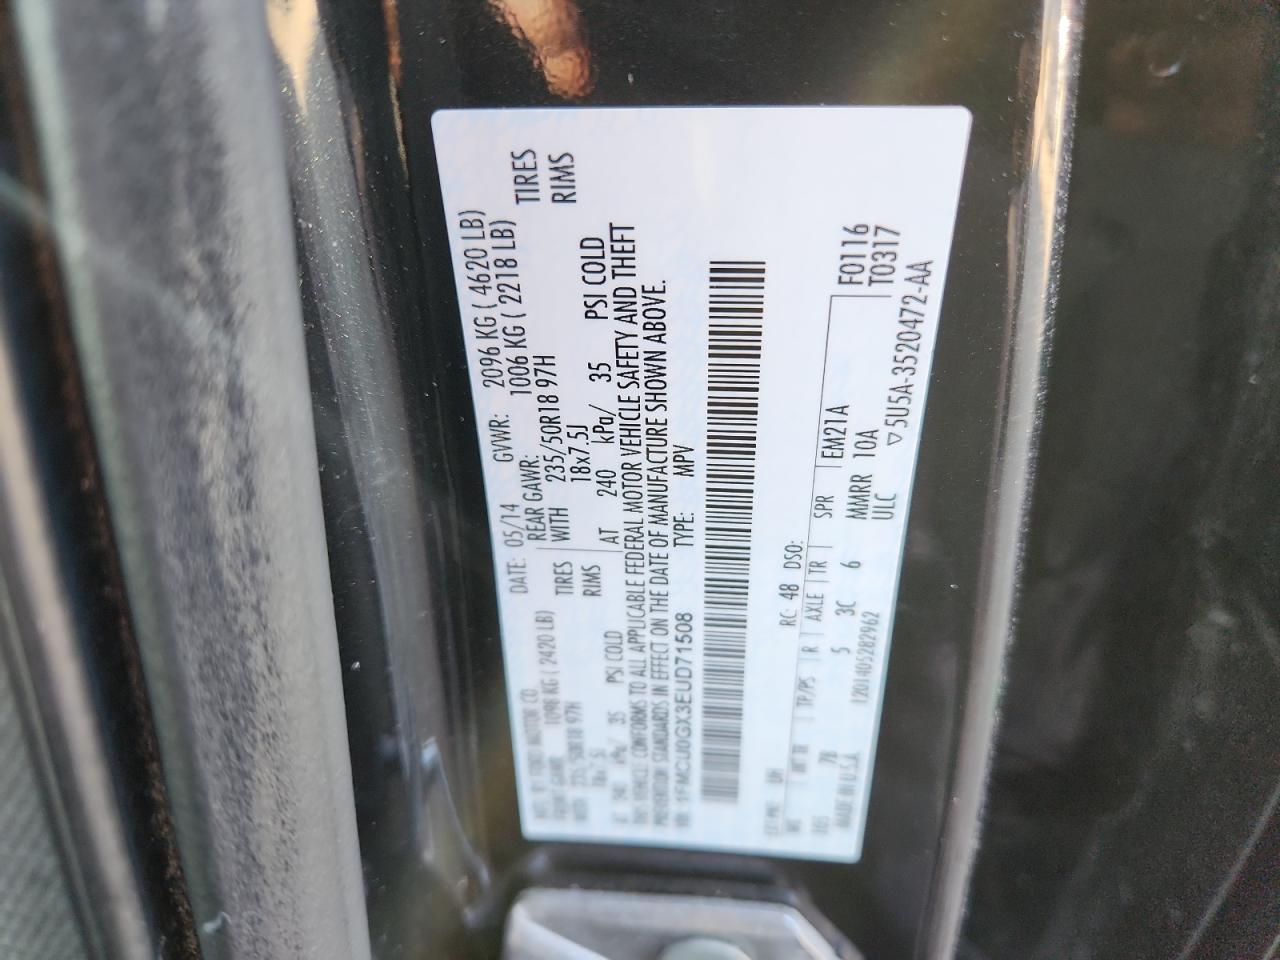 MFD. BY FORD MOTOR CO. DATE: 05/14 GVWR: 2096 KG ( 4620 LB)
FRONT GAWR: 1098 KG ( 2420 LB) REAR GAWR: 1006 KG ( 2218 LB)
WITH 235/50R18 97H TIRES WITH 235/50R18 97H TIRES
18x7.5J RIMS 18x7.5J RIMS
AT 240 kPa/ 35 PSI COLD AT 240 kPa/ 35 PSI COLD
THIS VEHICLE CONFORMS TO ALL APPLICABLE FEDERAL MOTOR VEHICLE SAFETY AND THEFT
PREVENTION STANDARDS IN EFFECT ON THE DATE OF MANUFACTURE SHOWN ABOVE.
VIN: 1FMCU0GX3EUD71508 TYPE: MPV
EXT PNT: UH RC: 48 DSO:
INT TR TP/PS R AXLE TR SPR EM21A F0116
78 5 3C 6 MMRR 10A T0317
MADE IN U.S.A. 1201405282962 ULC ▽5U5A-3520472-AA